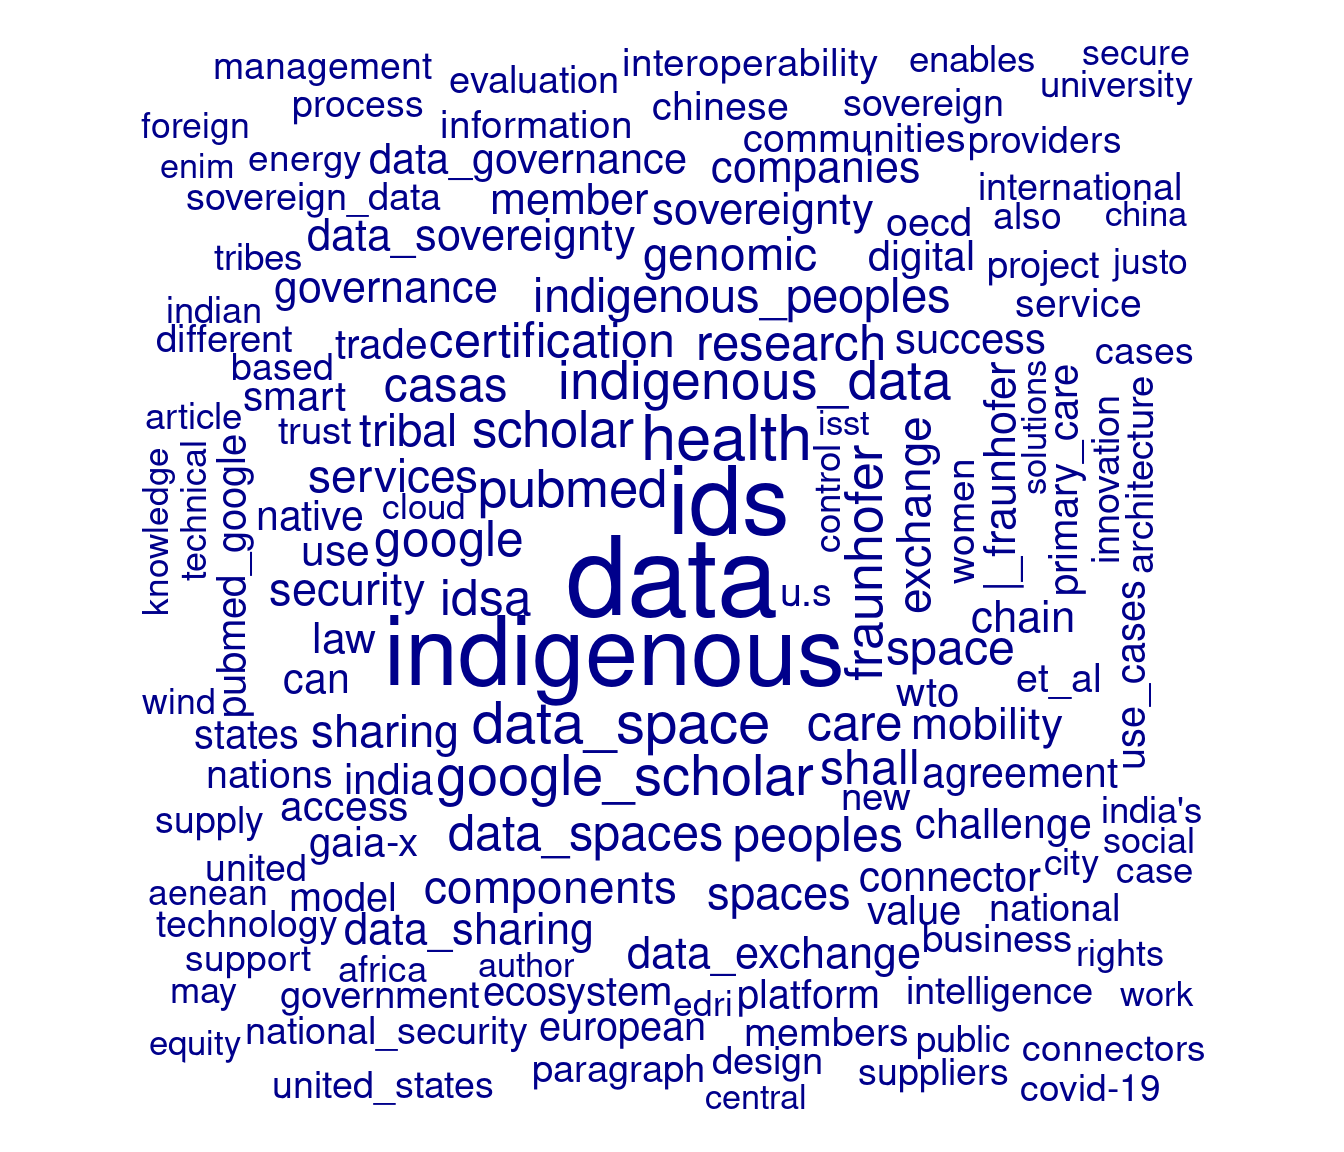 management evaluation interoperability enables secure
process chinese sovereign university
foreign information communities providers
enim energy data_governance companies international
sovereign_data member sovereignty oecd also china
tribes data_sovereignty genomic digital project justo
indian governance indigenous_peoples service
different trade certification research success cases
based casas indigenous_data
smart
article trust tribal scholar health isst
services pubmed ids
native cloud
use google data
security idsa u.s
law indigenous space chain
can et_al
wind wto
states sharing data_space care mobility
nations india google_scholar shall agreement
access new india's
supply gaia-x data_spaces peoples challenge social
united city case
aenean model components spaces connector
technology data_sharing value national
support africa author data_exchange business rights
may government ecosystem edri platform intelligence work
equity national_security european members public connectors
united_states paragraph design suppliers covid-19
central
knowledge
technical
pubmed_google
control
fraunhofer
exchange
women
|_fraunhofer
solutions
primary_care
innovation
architecture
use_cases